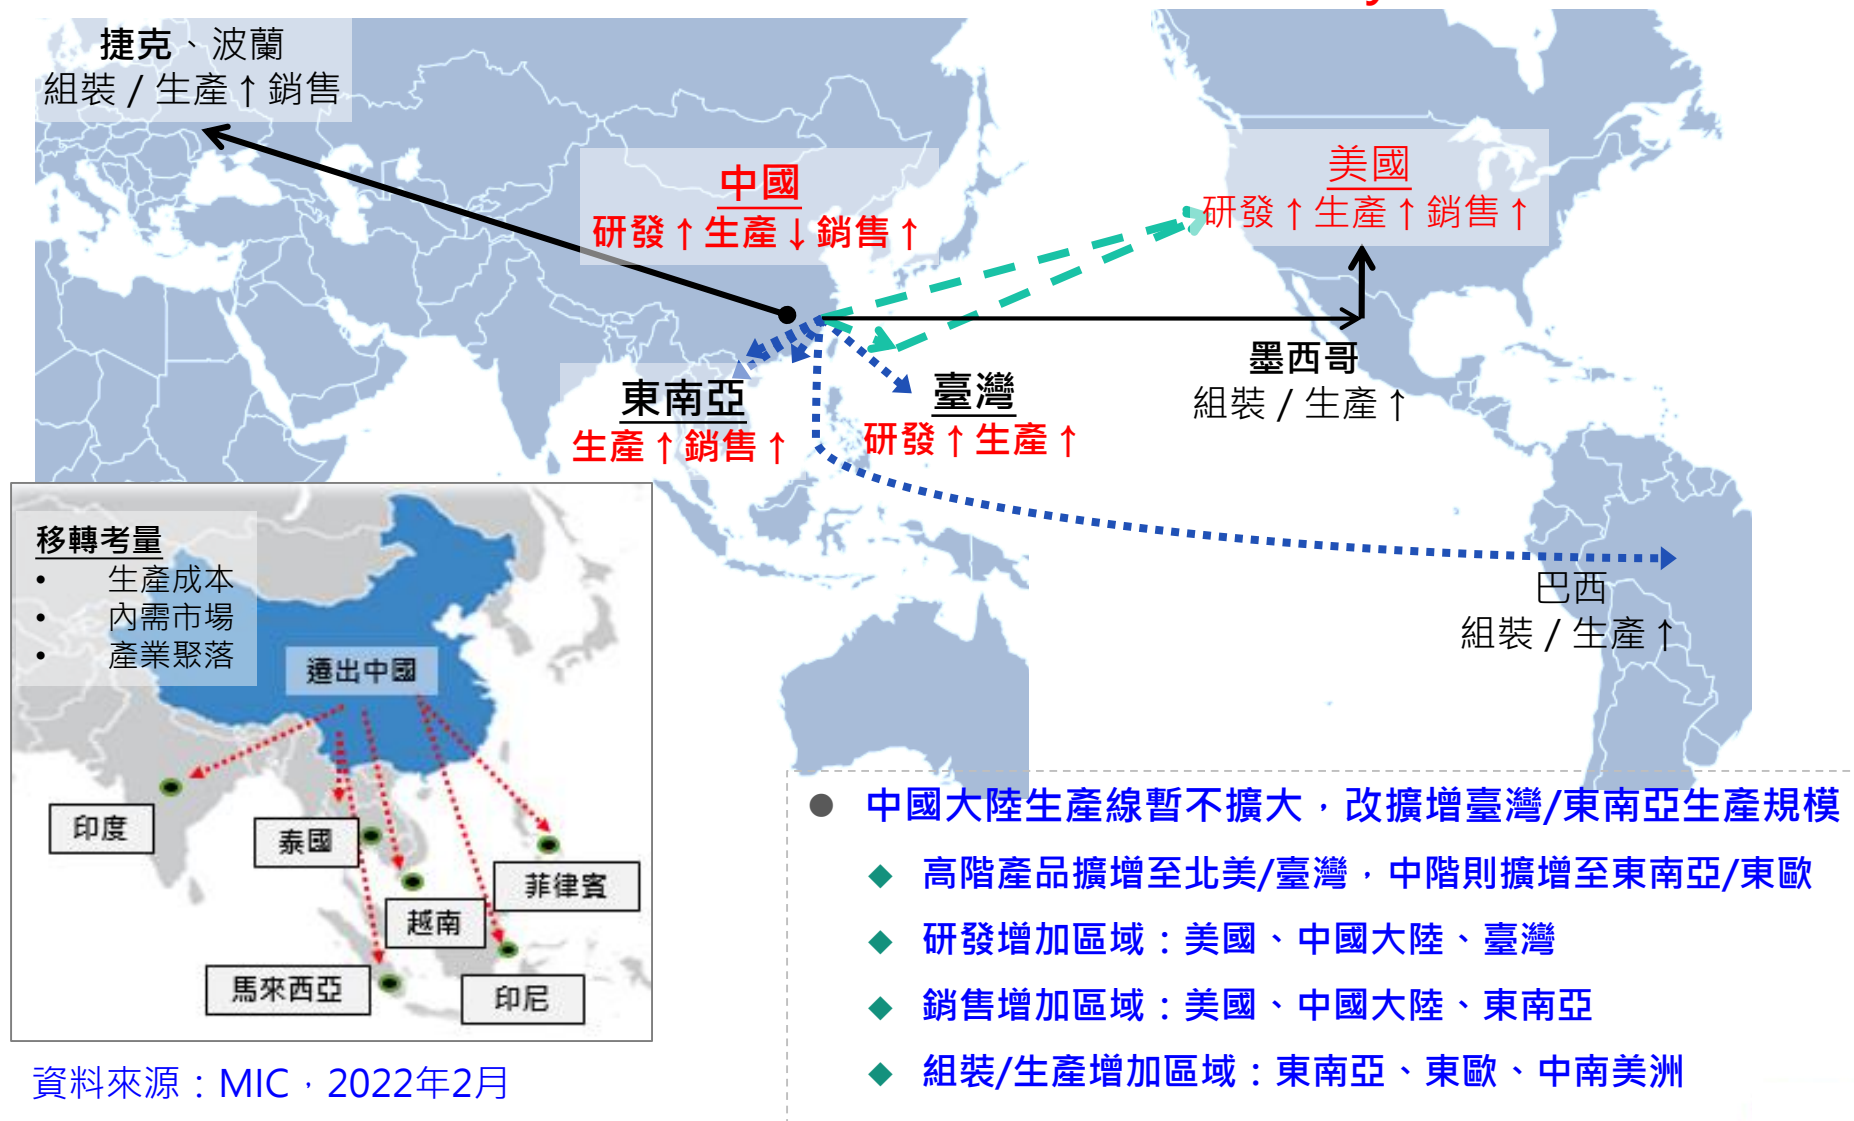 捷克、波蘭
組裝 / 生產↑銷售
中國
研發↑生產↓銷售↑
美國
研發↑生產↑銷售↑
東南亞
生產↑銷售↑
臺灣
研發↑生產↑
墨西哥
組裝 / 生產↑
巴西
組裝 / 生產↑
移轉考量
• 生產成本
• 內需市場
• 產業聚落
遷出中國
印度
泰國
菲律賓
越南
馬來西亞
印尼
● 中國大陸生產線暫不擴大，改擴增臺灣/東南亞生產規模
◆ 高階產品擴增至北美/臺灣，中階則擴增至東南亞/東歐
◆ 研發增加區域：美國、中國大陸、臺灣
◆ 銷售增加區域：美國、中國大陸、東南亞
◆ 組裝/生產增加區域：東南亞、東歐、中南美洲
資料來源：MIC，2022年2月